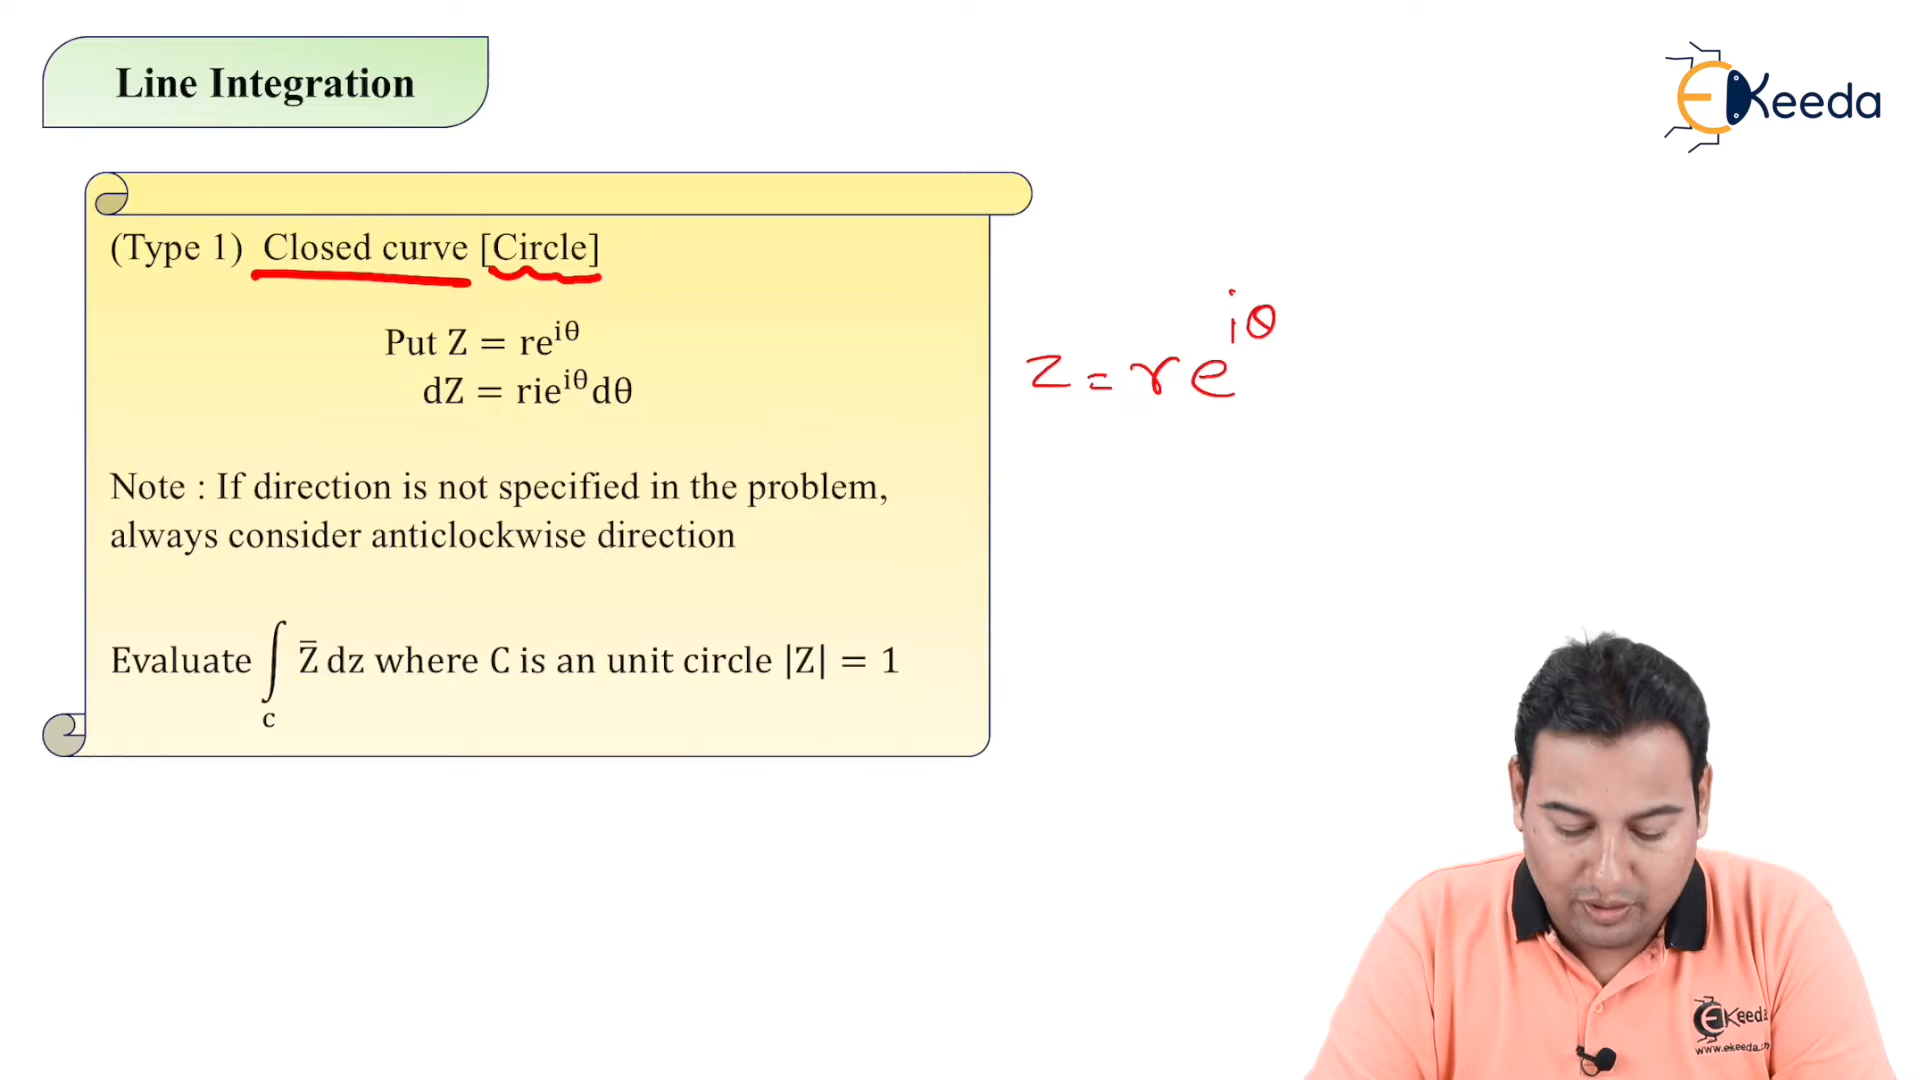 Line Integration
EKeeda
(Type 1) Closed curve [Circle]
Put Z = re^{iθ}
dZ = rie^{iθ}dθ
z = re^{iθ}
Note : If direction is not specified in the problem,
always consider anticlockwise direction
Evaluate ∫_c Z̅ dz where C is an unit circle |Z| = 1
EKeeda